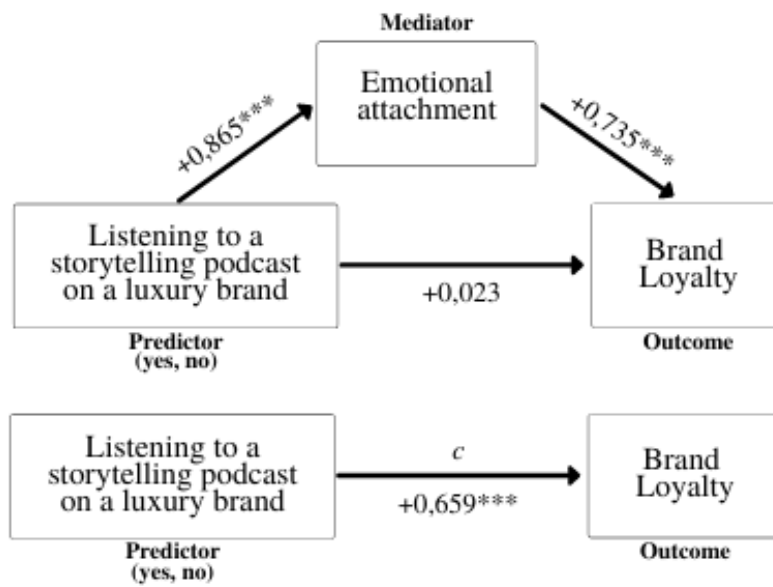 Mediator
Emotional
attachment
+0,865***
+0,735***
Listening to a
storytelling podcast
on a luxury brand
+0,023
Brand
Loyalty
Predictor
(yes, no)
Outcome
Listening to a
storytelling podcast
on a luxury brand
c
+0,659***
Brand
Loyalty
Predictor
(yes, no)
Outcome